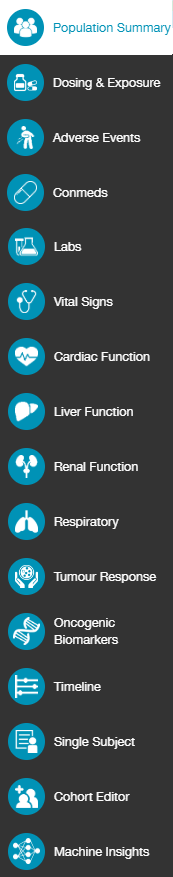 Population Summary
Dosing & Exposure
Adverse Events
Conmeds
Labs
Vital Signs
Cardiac Function
Liver Function
Renal Function
Respiratory
Tumour Response
Oncogenic
Biomarkers
Timeline
Single Subject
Cohort Editor
Machine Insights